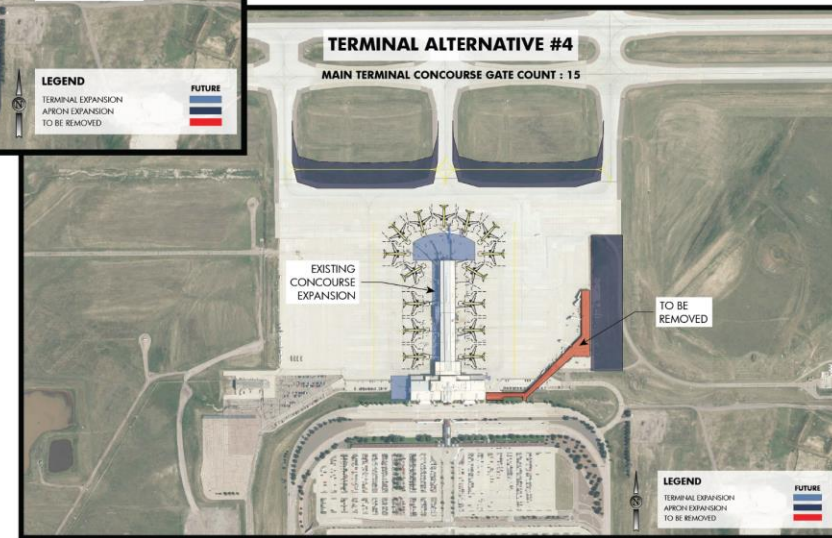 LEGEND
FUTURE
TERMINAL EXPANSION
APRON EXPANSION
TO BE REMOVED
N
TERMINAL ALTERNATIVE #4
MAIN TERMINAL CONCOURSE GATE COUNT : 15
EXISTING
CONCOURSE
EXPANSION
TO BE
REMOVED
LEGEND
FUTURE
TERMINAL EXPANSION
APRON EXPANSION
TO BE REMOVED
N